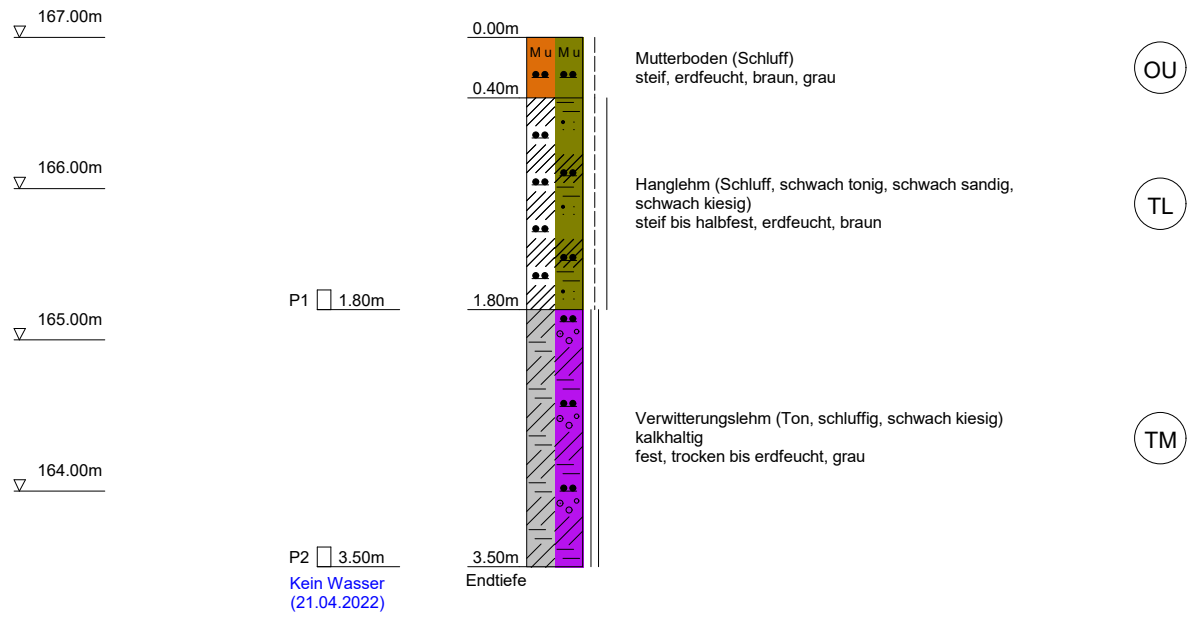 167.00m
0.00m
Mu Mu
Mutterboden (Schluff)
steif, erdfeucht, braun, grau
OU
0.40m
166.00m
Hanglehm (Schluff, schwach tonig, schwach sandig,
schwach kiesig)
steif bis halbfest, erdfeucht, braun
TL
P1 1.80m
1.80m
165.00m
Verwitterungslehm (Ton, schluffig, schwach kiesig)
kalkhaltig
fest, trocken bis erdfeucht, grau
TM
164.00m
P2 3.50m
3.50m
Kein Wasser
(21.04.2022)
Endtiefe